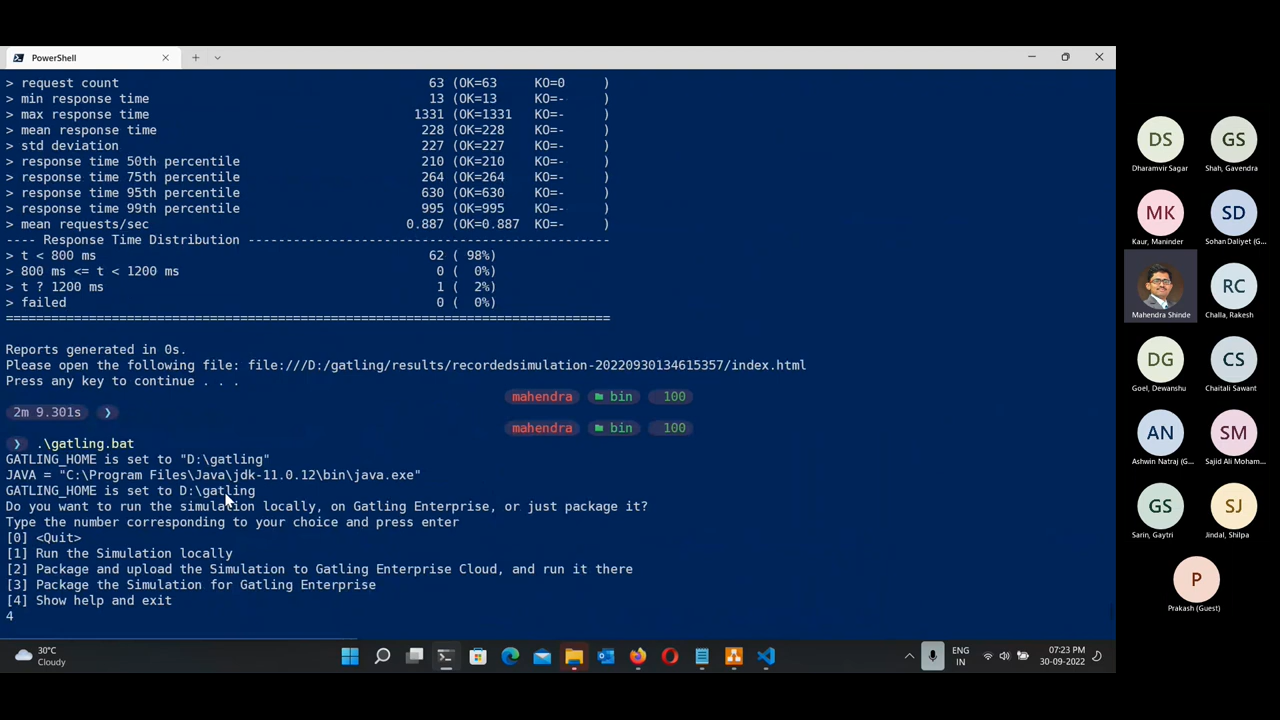 PowerShell
> request count 63 (OK=63 KO=0 )
> min response time 13 (OK=13 KO=- )
> max response time 1331 (OK=1331 KO=- )
> mean response time 228 (OK=228 KO=- )
> std deviation 227 (OK=227 KO=- )
> response time 50th percentile 210 (OK=210 KO=- )
> response time 75th percentile 264 (OK=264 KO=- )
> response time 95th percentile 630 (OK=630 KO=- )
> response time 99th percentile 995 (OK=995 KO=- )
> mean requests/sec 0.887 (OK=0.887 KO=- )
---- Response Time Distribution ------------------------------------------------
> t < 800 ms 62 ( 98%)
> 800 ms <= t < 1200 ms 0 ( 0%)
> t ? 1200 ms 1 ( 2%)
> failed 0 ( 0%)
================================================================================
Reports generated in 0s.
Please open the following file: file:///D:/gatling/results/recordedsimulation-20220930134615357/index.html
Press any key to continue . . .
mahendra bin 100
2m 9.301s ❯
mahendra bin 100
❯ .\gatling.bat
GATLING_HOME is set to "D:\gatling"
JAVA = "C:\Program Files\Java\jdk-11.0.12\bin\java.exe"
GATLING_HOME is set to D:\gatling
Do you want to run the simulation locally, on Gatling Enterprise, or just package it?
Type the number corresponding to your choice and press enter
[0] <Quit>
[1] Run the Simulation locally
[2] Package and upload the Simulation to Gatling Enterprise Cloud, and run it there
[3] Package the Simulation for Gatling Enterprise
[4] Show help and exit
4
30°C
Cloudy
ENG
IN
07:23 PM
30-09-2022
DS
Dharamvir Sagar
GS
Shah, Gavendra
MK
Kaur, Maninder
SD
Sohan Daliyet (G...
Mahendra Shinde
RC
Challa, Rakesh
DG
Goel, Dewanshu
CS
Chaitali Sawant
AN
Ashwin Natraj (G...
SM
Sajid Ali Moham...
GS
Sarin, Gaytri
SJ
Jindal, Shilpa
P
Prakash (Guest)